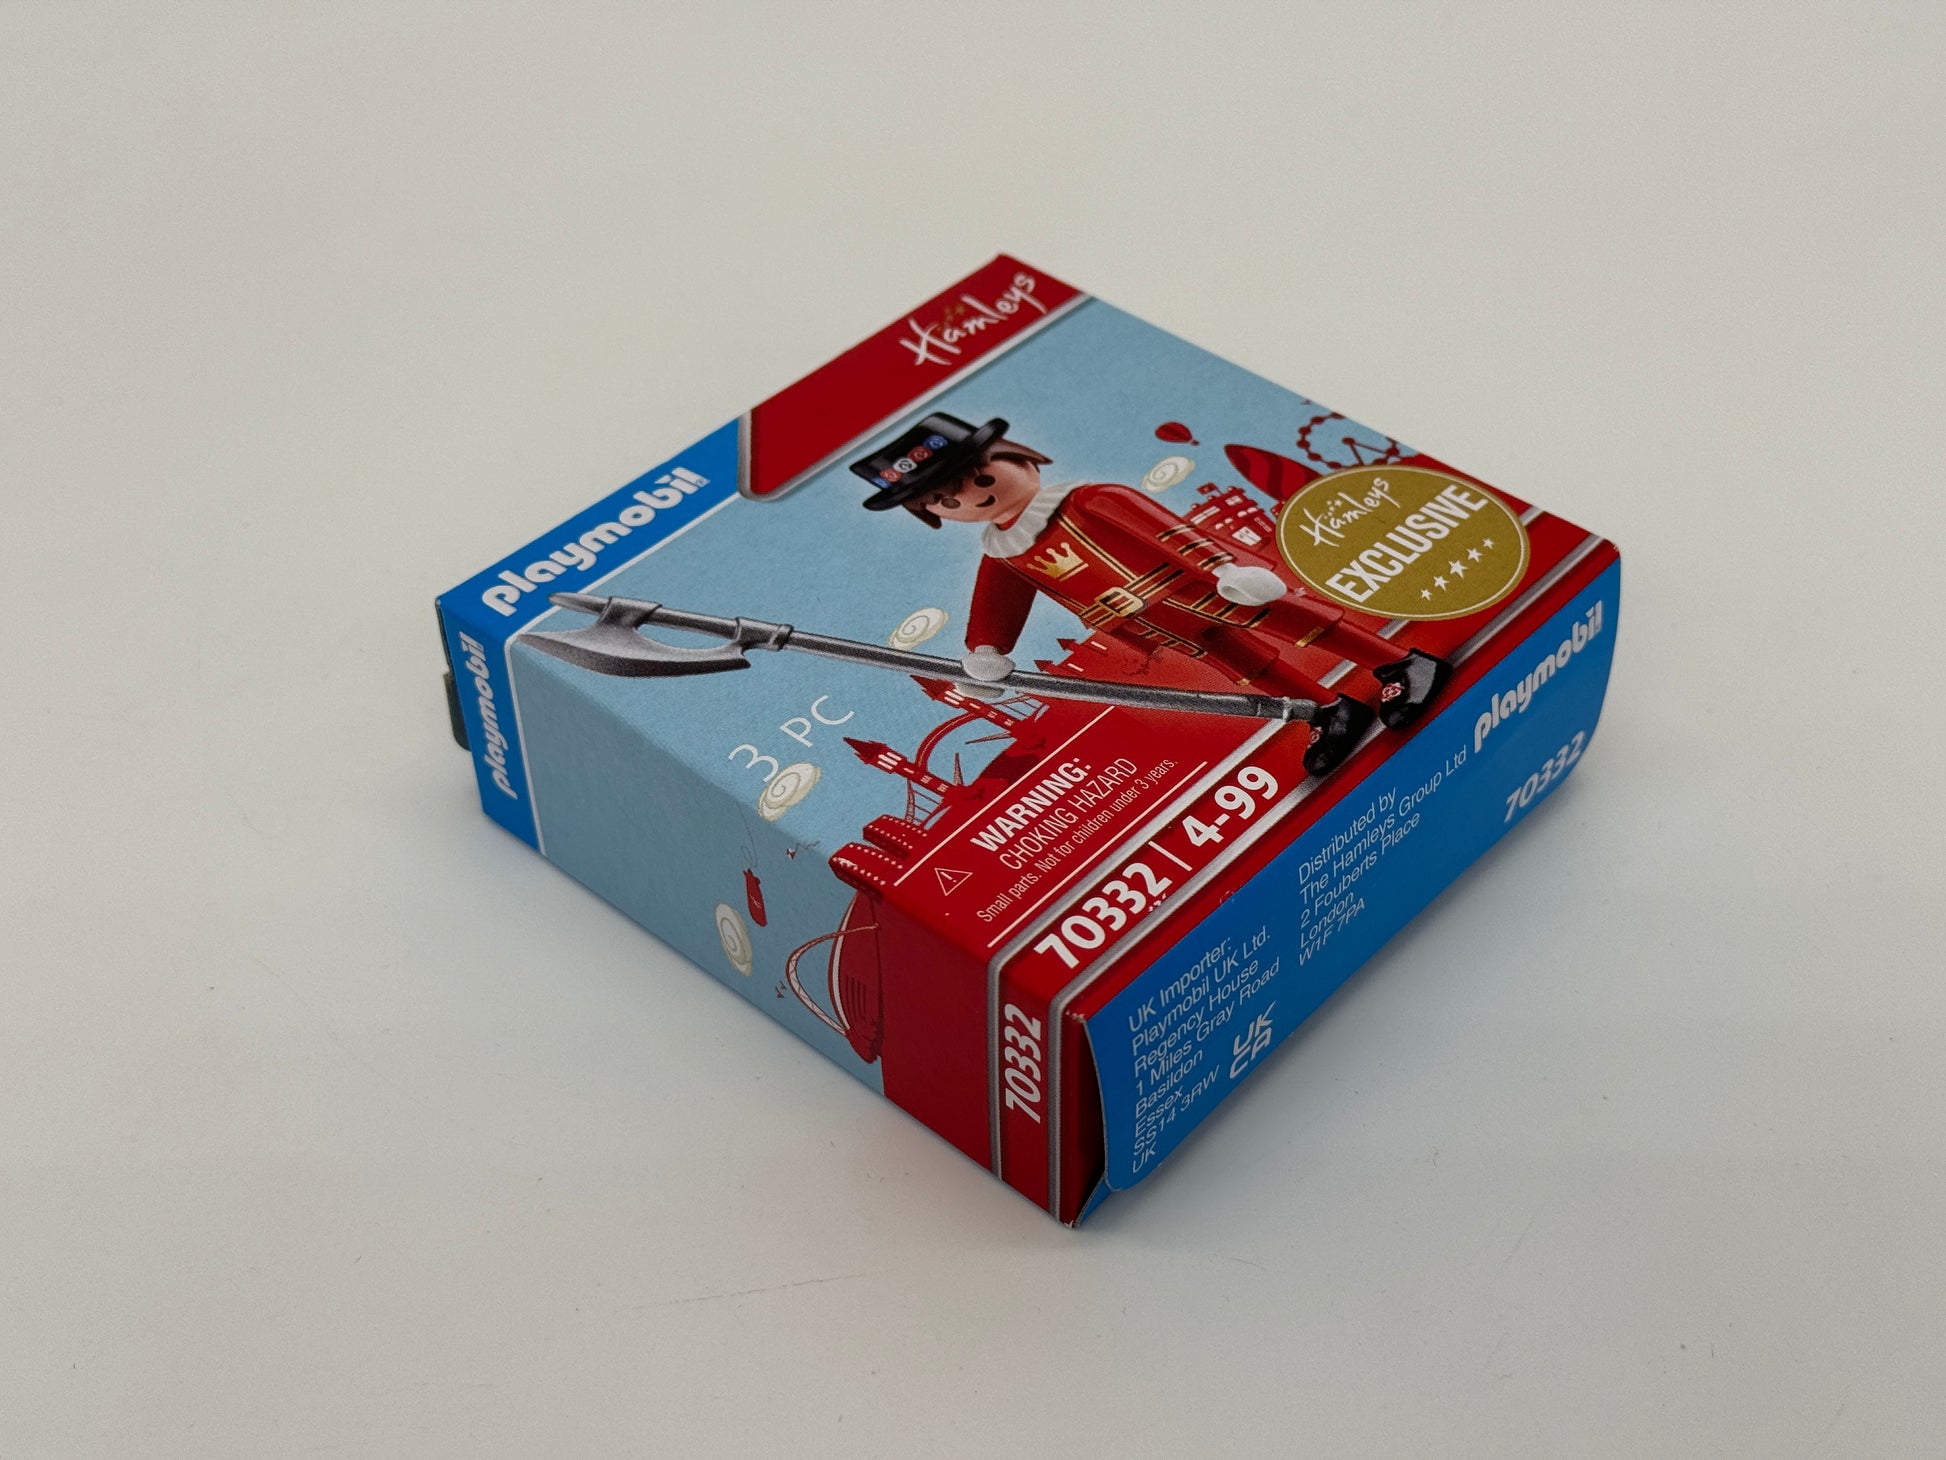 Hamleys
playmobil
Hamleys
EXCLUSIVE
3 PC
WARNING:
CHOKING HAZARD
Small parts. Not for children under 3 years.
70332 | 4-99
playmobil
70332
playmobil
70332
Distributed by
The Hamleys Group Ltd
2 Fouberts Place
London
W1F 7PA
UK Importer:
Playmobil UK Ltd.
Regency House
1 Miles Gray Road
Basildon
Essex
SS14 3RW
UK
UK
CA